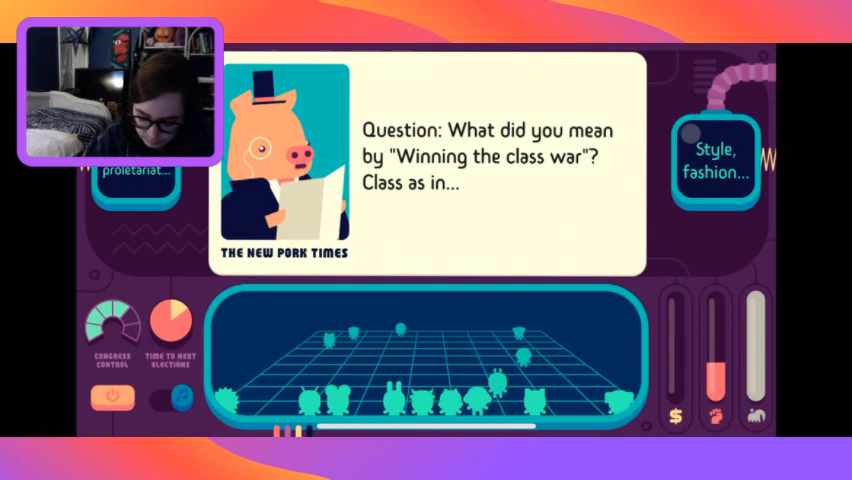 Question: What did you mean
by "Winning the class war"?
Class as in...
THE NEW PORK TIMES
proletariat...
Style,
fashion...
CONGRESS
CONTROL
TIME TO NEXT
ELECTIONS
$